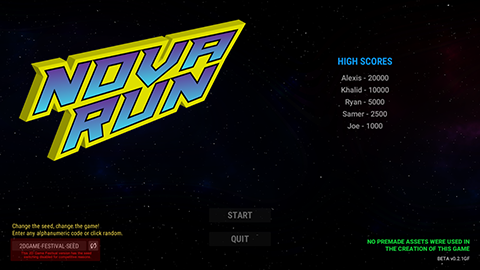 NOVA
RUN
HIGH SCORES
Alexis - 20000
Khalid - 10000
Ryan - 5000
Samer - 2500
Joe - 1000
START
QUIT
Change the seed, change the game!
Enter any alphanumeric code or click random.
2DGAME-FESTIVAL-SEED
NO PREMADE ASSETS WERE USED IN
THE CREATION OF THIS GAME
BETA v0.2.1GF